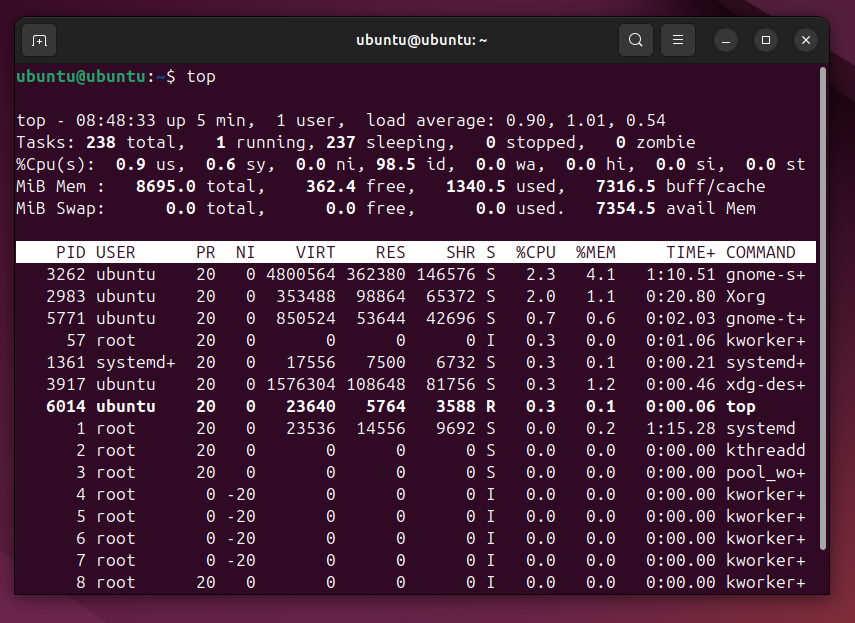 ubuntu@ubuntu: ~
ubuntu@ubuntu:~$ top
top - 08:48:33 up 5 min,  1 user,  load average: 0.90, 1.01, 0.54
Tasks: 238 total,   1 running, 237 sleeping,   0 stopped,   0 zombie
%Cpu(s):  0.9 us,  0.6 sy,  0.0 ni, 98.5 id,  0.0 wa,  0.0 hi,  0.0 si,  0.0 st
MiB Mem :   8695.0 total,    362.4 free,   1340.5 used,   7316.5 buff/cache
MiB Swap:      0.0 total,      0.0 free,      0.0 used.   7354.5 avail Mem
    PID USER      PR  NI    VIRT    RES    SHR S  %CPU  %MEM     TIME+ COMMAND
   3262 ubuntu    20   0 4800564 362380 146576 S   2.3   4.1   1:10.51 gnome-s+
   2983 ubuntu    20   0  353488  98864  65372 S   2.0   1.1   0:20.80 Xorg
   5771 ubuntu    20   0  850524  53644  42696 S   0.7   0.6   0:02.03 gnome-t+
     57 root      20   0       0      0      0 I   0.3   0.0   0:01.06 kworker+
   1361 systemd+  20   0   17556   7500   6732 S   0.3   0.1   0:00.21 systemd+
   3917 ubuntu    20   0 1576304 108648  81756 S   0.3   1.2   0:00.46 xdg-des+
   6014 ubuntu    20   0   23640   5764   3588 R   0.3   0.1   0:00.06 top
      1 root      20   0   23536  14556   9692 S   0.0   0.2   1:15.28 systemd
      2 root      20   0       0      0      0 S   0.0   0.0   0:00.00 kthreadd
      3 root      20   0       0      0      0 S   0.0   0.0   0:00.00 pool_wo+
      4 root       0 -20       0      0      0 I   0.0   0.0   0:00.00 kworker+
      5 root       0 -20       0      0      0 I   0.0   0.0   0:00.00 kworker+
      6 root       0 -20       0      0      0 I   0.0   0.0   0:00.00 kworker+
      7 root       0 -20       0      0      0 I   0.0   0.0   0:00.00 kworker+
      8 root      20   0       0      0      0 I   0.0   0.0   0:00.00 kworker+